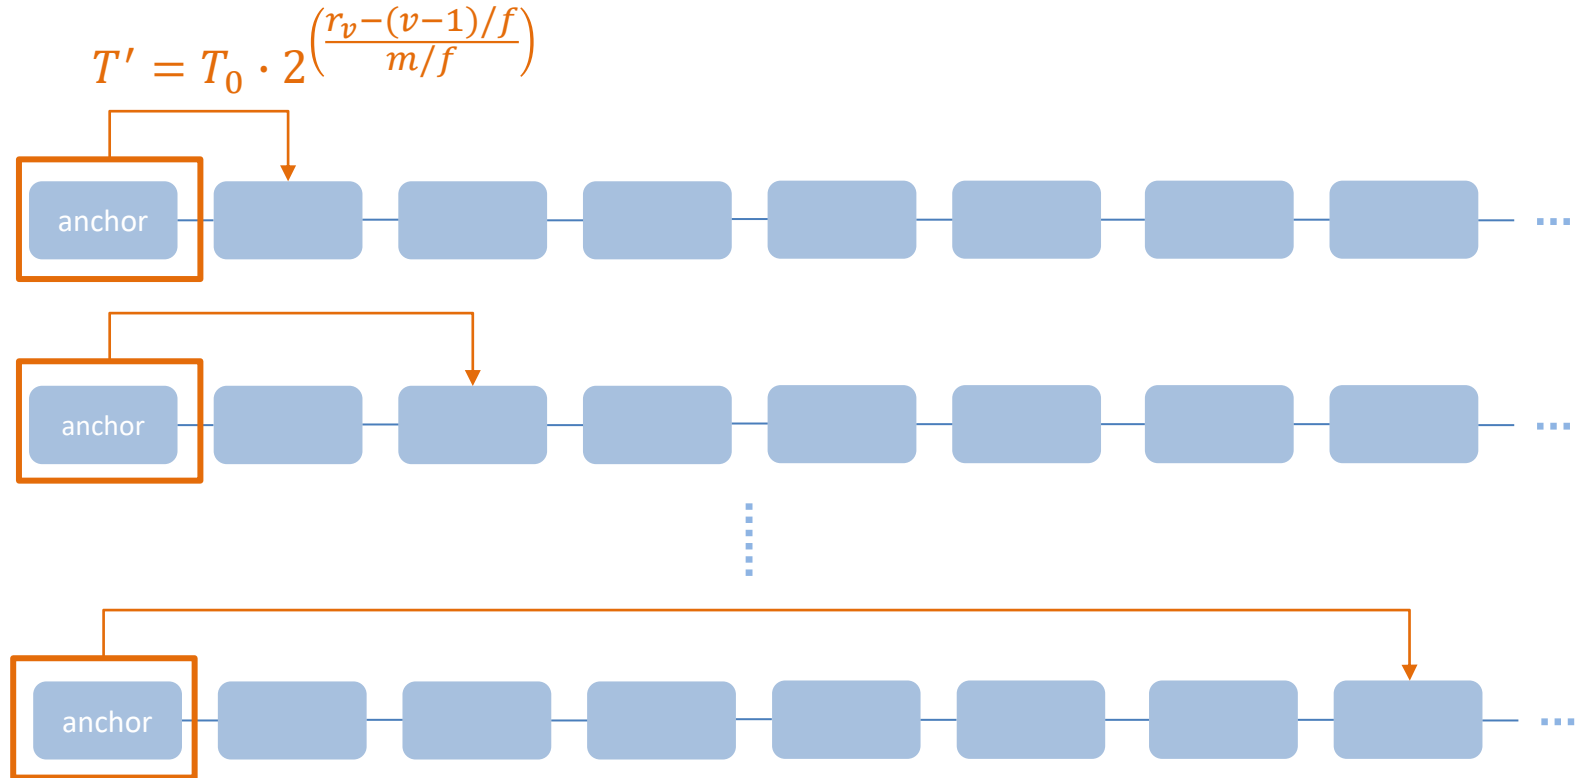 T′ = T₀ · 2^((r_v−(v−1)/f)/(m/f))
anchor
...
anchor
...
anchor
...